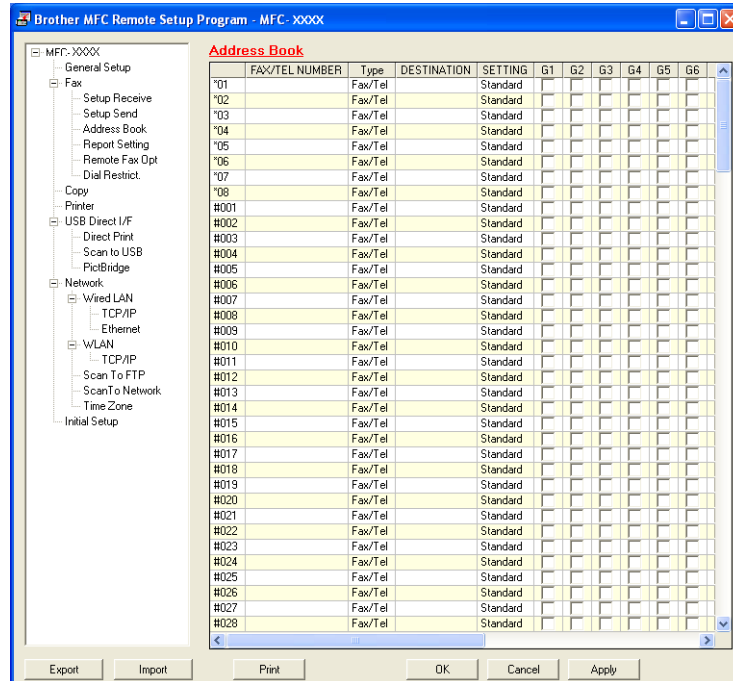 Brother MFC Remote Setup Program - MFC- XXXX
MFC- XXXX
General Setup
Fax
Setup Receive
Setup Send
Address Book
Report Setting
Remote Fax Opt
Dial Restrict.
Copy
Printer
USB Direct I/F
Direct Print
Scan to USB
PictBridge
Network
Wired LAN
TCP/IP
Ethernet
WLAN
TCP/IP
Scan To FTP
ScanTo Network
Time Zone
Initial Setup
Address Book
FAX/TEL NUMBER Type DESTINATION SETTING G1 G2 G3 G4 G5 G6
*01 Fax/Tel Standard
*02 Fax/Tel Standard
*03 Fax/Tel Standard
*04 Fax/Tel Standard
*05 Fax/Tel Standard
*06 Fax/Tel Standard
*07 Fax/Tel Standard
*08 Fax/Tel Standard
#001 Fax/Tel Standard
#002 Fax/Tel Standard
#003 Fax/Tel Standard
#004 Fax/Tel Standard
#005 Fax/Tel Standard
#006 Fax/Tel Standard
#007 Fax/Tel Standard
#008 Fax/Tel Standard
#009 Fax/Tel Standard
#010 Fax/Tel Standard
#011 Fax/Tel Standard
#012 Fax/Tel Standard
#013 Fax/Tel Standard
#014 Fax/Tel Standard
#015 Fax/Tel Standard
#016 Fax/Tel Standard
#017 Fax/Tel Standard
#018 Fax/Tel Standard
#019 Fax/Tel Standard
#020 Fax/Tel Standard
#021 Fax/Tel Standard
#022 Fax/Tel Standard
#023 Fax/Tel Standard
#024 Fax/Tel Standard
#025 Fax/Tel Standard
#026 Fax/Tel Standard
#027 Fax/Tel Standard
#028 Fax/Tel Standard
Export Import Print OK Cancel Apply